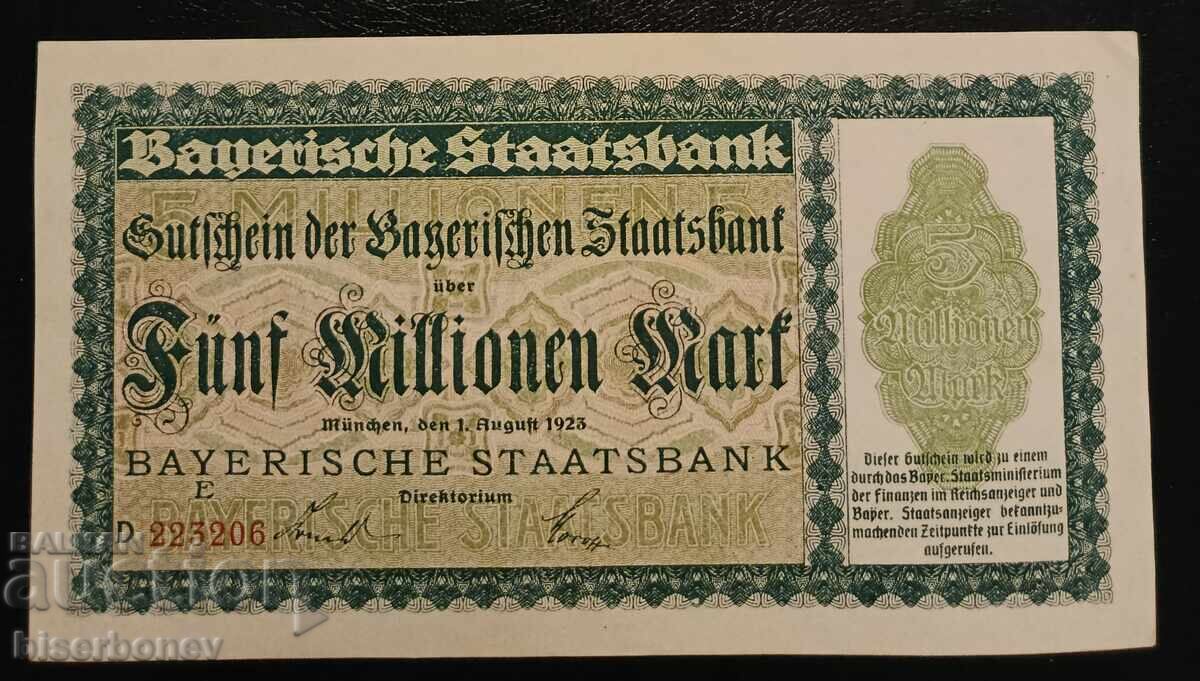 Bayerische Staatsbank
5 MILLIONEN 5
Gutschein der Bayerischen Staatsbank
über
Fünf Millionen Mark
München, den 1. August 1923
BAYERISCHE STAATSBANK
E
Direktorium
D 223206
BAYERISCHE STAATSBANK
5
Millionen
Mark
Dieser Gutschein wird zu einem
durch das Bayer. Staatsministerium
der Finanzen im Reichsanzeiger und
Bayer. Staatsanzeiger bekanntzu-
machenden Zeitpunkte zur Einlösung
aufgerufen.
BALKAN
auction
biserboney